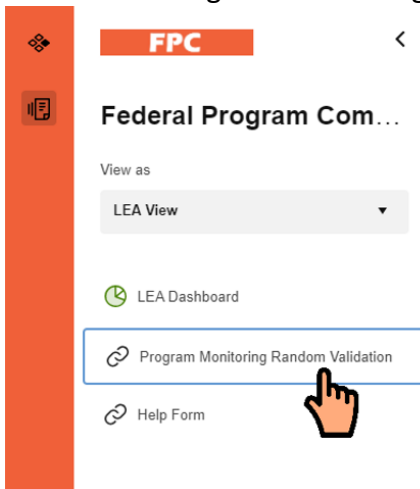 FPC
Federal Program Com...
View as
LEA View
LEA Dashboard
Program Monitoring Random Validation
Help Form